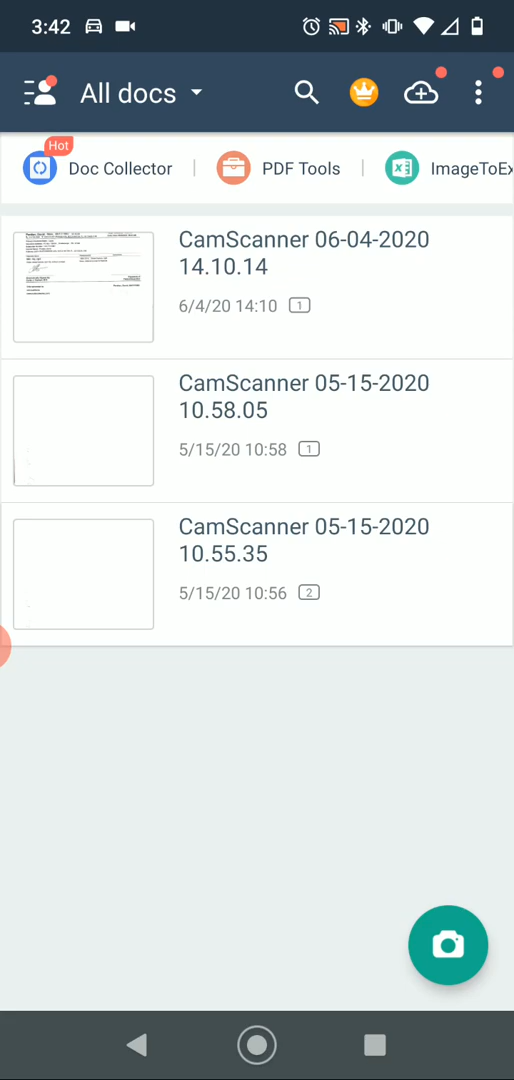 3:42
All docs
Hot
Doc Collector
PDF Tools
ImageToEx
CamScanner 06-04-2020
14.10.14
6/4/20 14:10 1
CamScanner 05-15-2020
10.58.05
5/15/20 10:58 1
CamScanner 05-15-2020
10.55.35
5/15/20 10:56 2